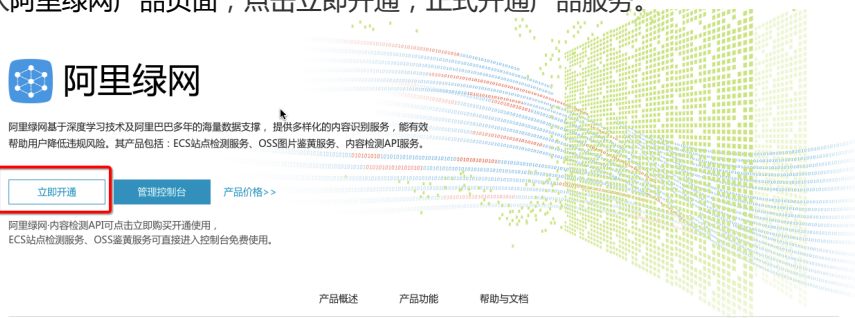 阿里绿网产品页面，点击立即开通，正式开通产品服务。
阿里绿网
阿里绿网基于深度学习技术及阿里巴巴多年的海量数据支撑， 提供多样化的内容识别服务，能有效
帮助用户降低违规风险。其产品包括：ECS站点检测服务、OSS图片鉴黄服务、内容检测API服务。
立即开通 管理控制台 产品价格>>
阿里绿网·内容检测API可点击立即购买开通使用，
ECS站点检测服务、OSS鉴黄服务可直接进入控制台免费使用。
产品概述 产品功能 帮助与文档